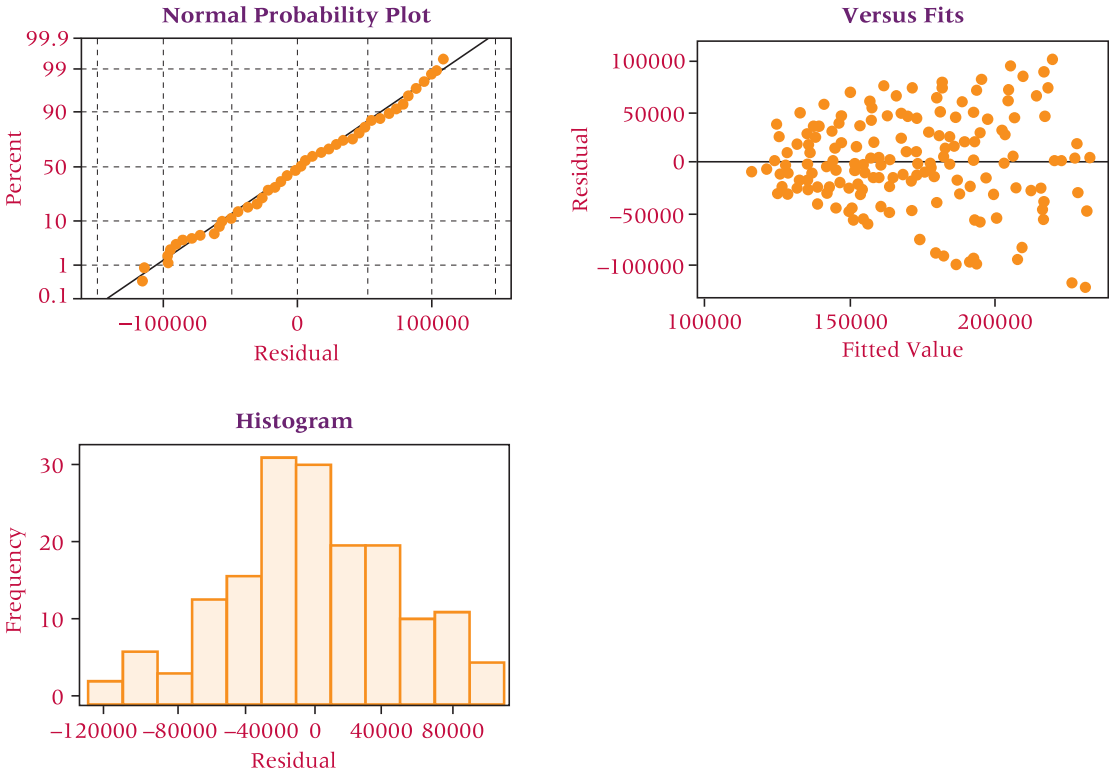 Normal Probability Plot
99.9
99
90
50
10
1
0.1
Percent
−100000 0 100000
Residual
Versus Fits
100000
50000
0
−50000
−100000
Residual
100000 150000 200000
Fitted Value
Histogram
30
20
10
0
Frequency
−120000 −80000 −40000 0 40000 80000
Residual